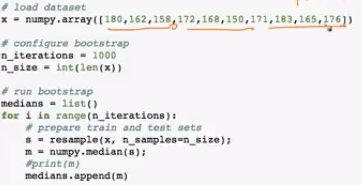 # load dataset
x = numpy.array([180,162,158,172,168,150,171,183,165,176])
# configure bootstrap
n_iterations = 1000
n_size = int(len(x))
# run bootstrap
medians = list()
for i in range(n_iterations):
# prepare train and test sets
s = resample(x, n_samples=n_size);
m = numpy.median(s);
#print(m)
medians.append(m)